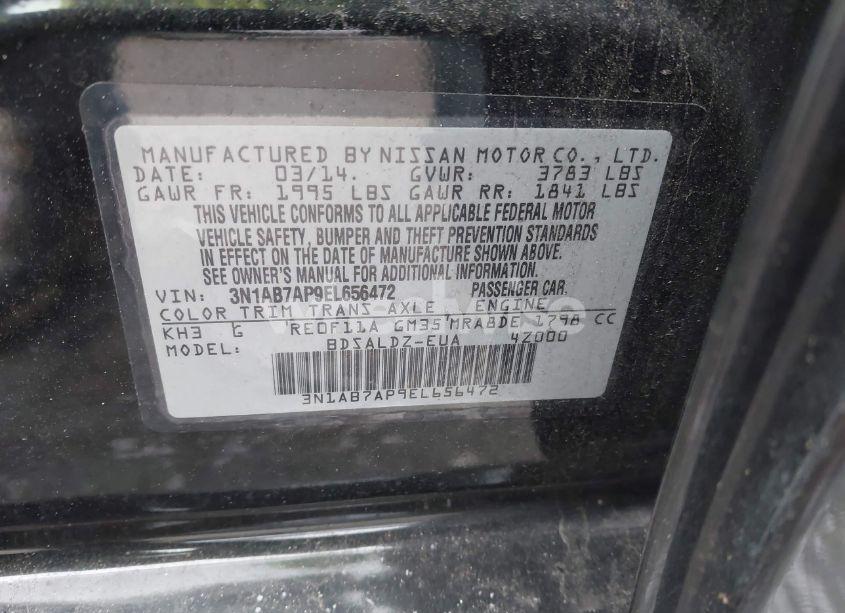 MANUFACTURED BY NISSAN MOTOR CO., LTD.
DATE: 03/14. GVWR: 3783 LBS
GAWR FR: 1995 LBS GAWR RR: 1841 LBS
THIS VEHICLE CONFORMS TO ALL APPLICABLE FEDERAL MOTOR
VEHICLE SAFETY, BUMPER AND THEFT PREVENTION STANDARDS
IN EFFECT ON THE DATE OF MANUFACTURE SHOWN ABOVE.
SEE OWNER'S MANUAL FOR ADDITIONAL INFORMATION.
VIN: 3N1AB7AP9EL656472 PASSENGER CAR.
COLOR TRIM TRANS AXLE ENGINE
KH3 G RE0F11A GM35 MRA8DE 1798 CC
MODEL: BDSALDZ-EUA 4Z000
3N1AB7AP9EL656472